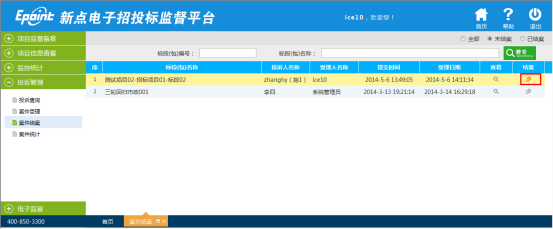 Epoint 新点电子招投标监督平台
ice10，欢迎您！
首页 帮助 退出
项目监督备案
全部 未结案 已结案
项目信息查看
标段(包)编号： 标段(包)名称： 搜索
监控统计
序 标段(包)名称 投诉人名称 受理人名称 提交时间 受理日期 查看 结案
投诉管理
1 测试项目02-招标项目01-标段02 zhanghy（施1） ice10 2014-5-6 13:49:05 2014-5-6 14:11:34
2 三轮回归市政001 李四 系统管理员 2014-3-13 19:21:14 2014-3-14 16:29:18
投诉查询
案件受理
案件结案
案件统计
电子监察
400-850-3300 首页 案件结案